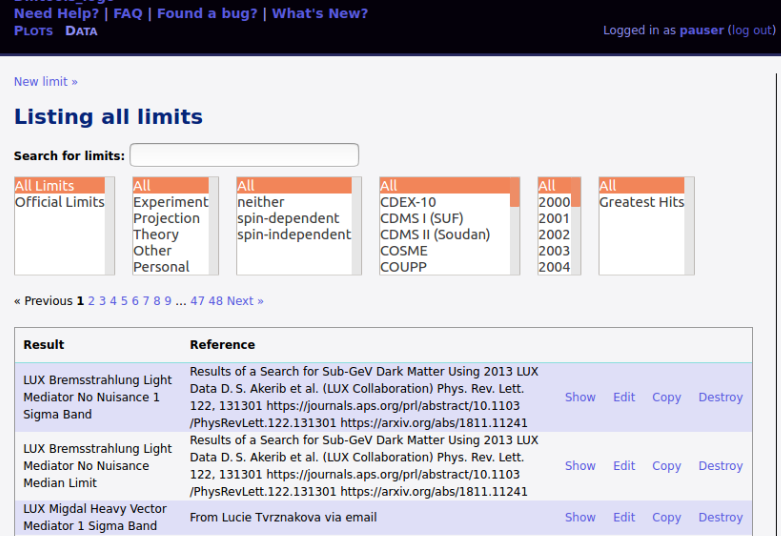 Need Help? | FAQ | Found a bug? | What's New?
PLOTS DATA
Logged in as pauser (log out)
New limit »
Listing all limits
Search for limits:
All Limits
Official Limits
All
Experiment
Projection
Theory
Other
Personal
All
neither
spin-dependent
spin-independent
All
CDEX-10
CDMS I (SUF)
CDMS II (Soudan)
COSME
COUPP
All
2000
2001
2002
2003
2004
All
Greatest Hits
« Previous 1 2 3 4 5 6 7 8 9 ... 47 48 Next »
Result Reference
LUX Bremsstrahlung Light
Mediator No Nuisance 1
Sigma Band
Results of a Search for Sub-GeV Dark Matter Using 2013 LUX
Data D. S. Akerib et al. (LUX Collaboration) Phys. Rev. Lett.
122, 131301 https://journals.aps.org/prl/abstract/10.1103
/PhysRevLett.122.131301 https://arxiv.org/abs/1811.11241
Show Edit Copy Destroy
LUX Bremsstrahlung Light
Mediator No Nuisance
Median Limit
Results of a Search for Sub-GeV Dark Matter Using 2013 LUX
Data D. S. Akerib et al. (LUX Collaboration) Phys. Rev. Lett.
122, 131301 https://journals.aps.org/prl/abstract/10.1103
/PhysRevLett.122.131301 https://arxiv.org/abs/1811.11241
Show Edit Copy Destroy
LUX Migdal Heavy Vector
Mediator 1 Sigma Band
From Lucie Tvrznakova via email
Show Edit Copy Destroy